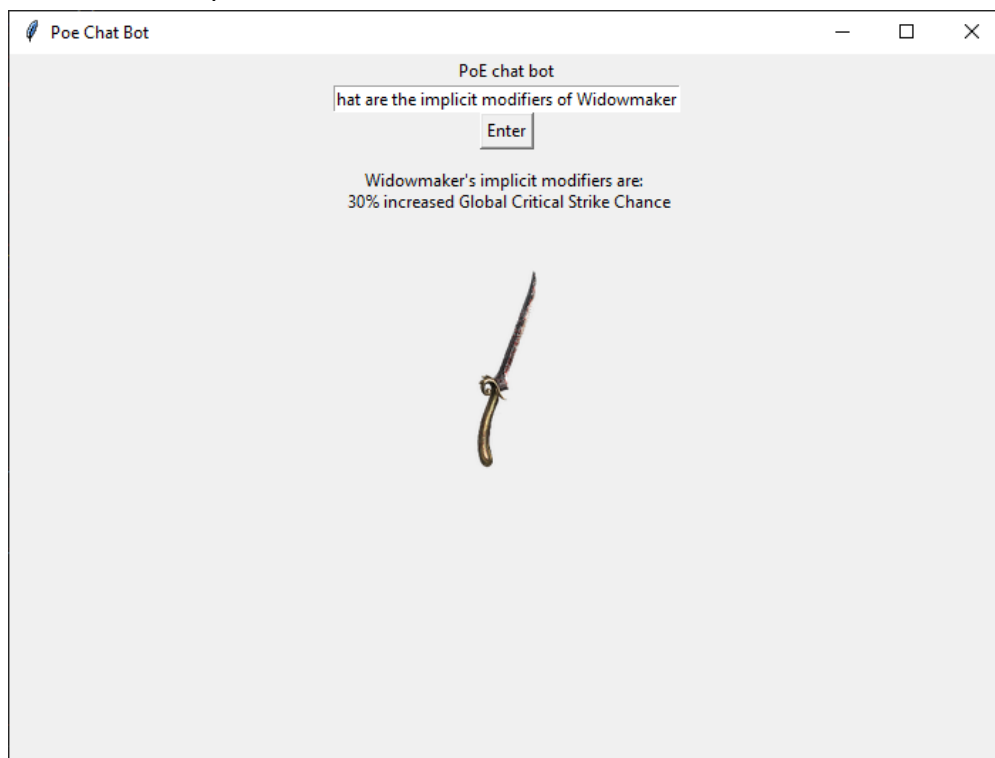 Poe Chat Bot
PoE chat bot
hat are the implicit modifiers of Widowmaker
Enter
Widowmaker's implicit modifiers are:
30% increased Global Critical Strike Chance